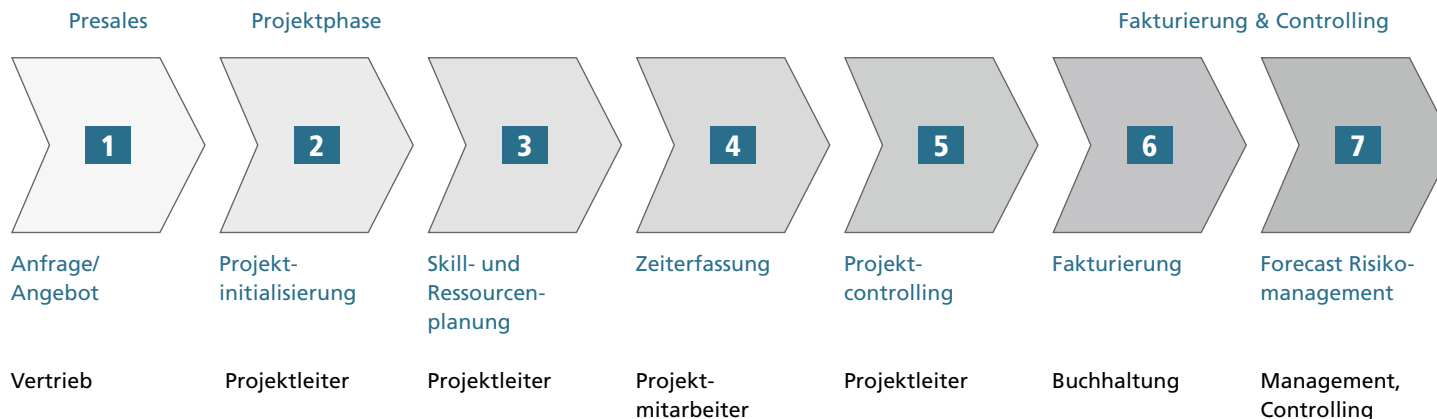 Presales
Projektphase
Fakturierung & Controlling
1
2
3
4
5
6
7
Anfrage/
Angebot
Projekt-
initialisierung
Skill- und
Ressourcen-
planung
Zeiterfassung
Projekt-
controlling
Fakturierung
Forecast Risiko-
management
Vertrieb
Projektleiter
Projektleiter
Projekt-
mitarbeiter
Projektleiter
Buchhaltung
Management,
Controlling